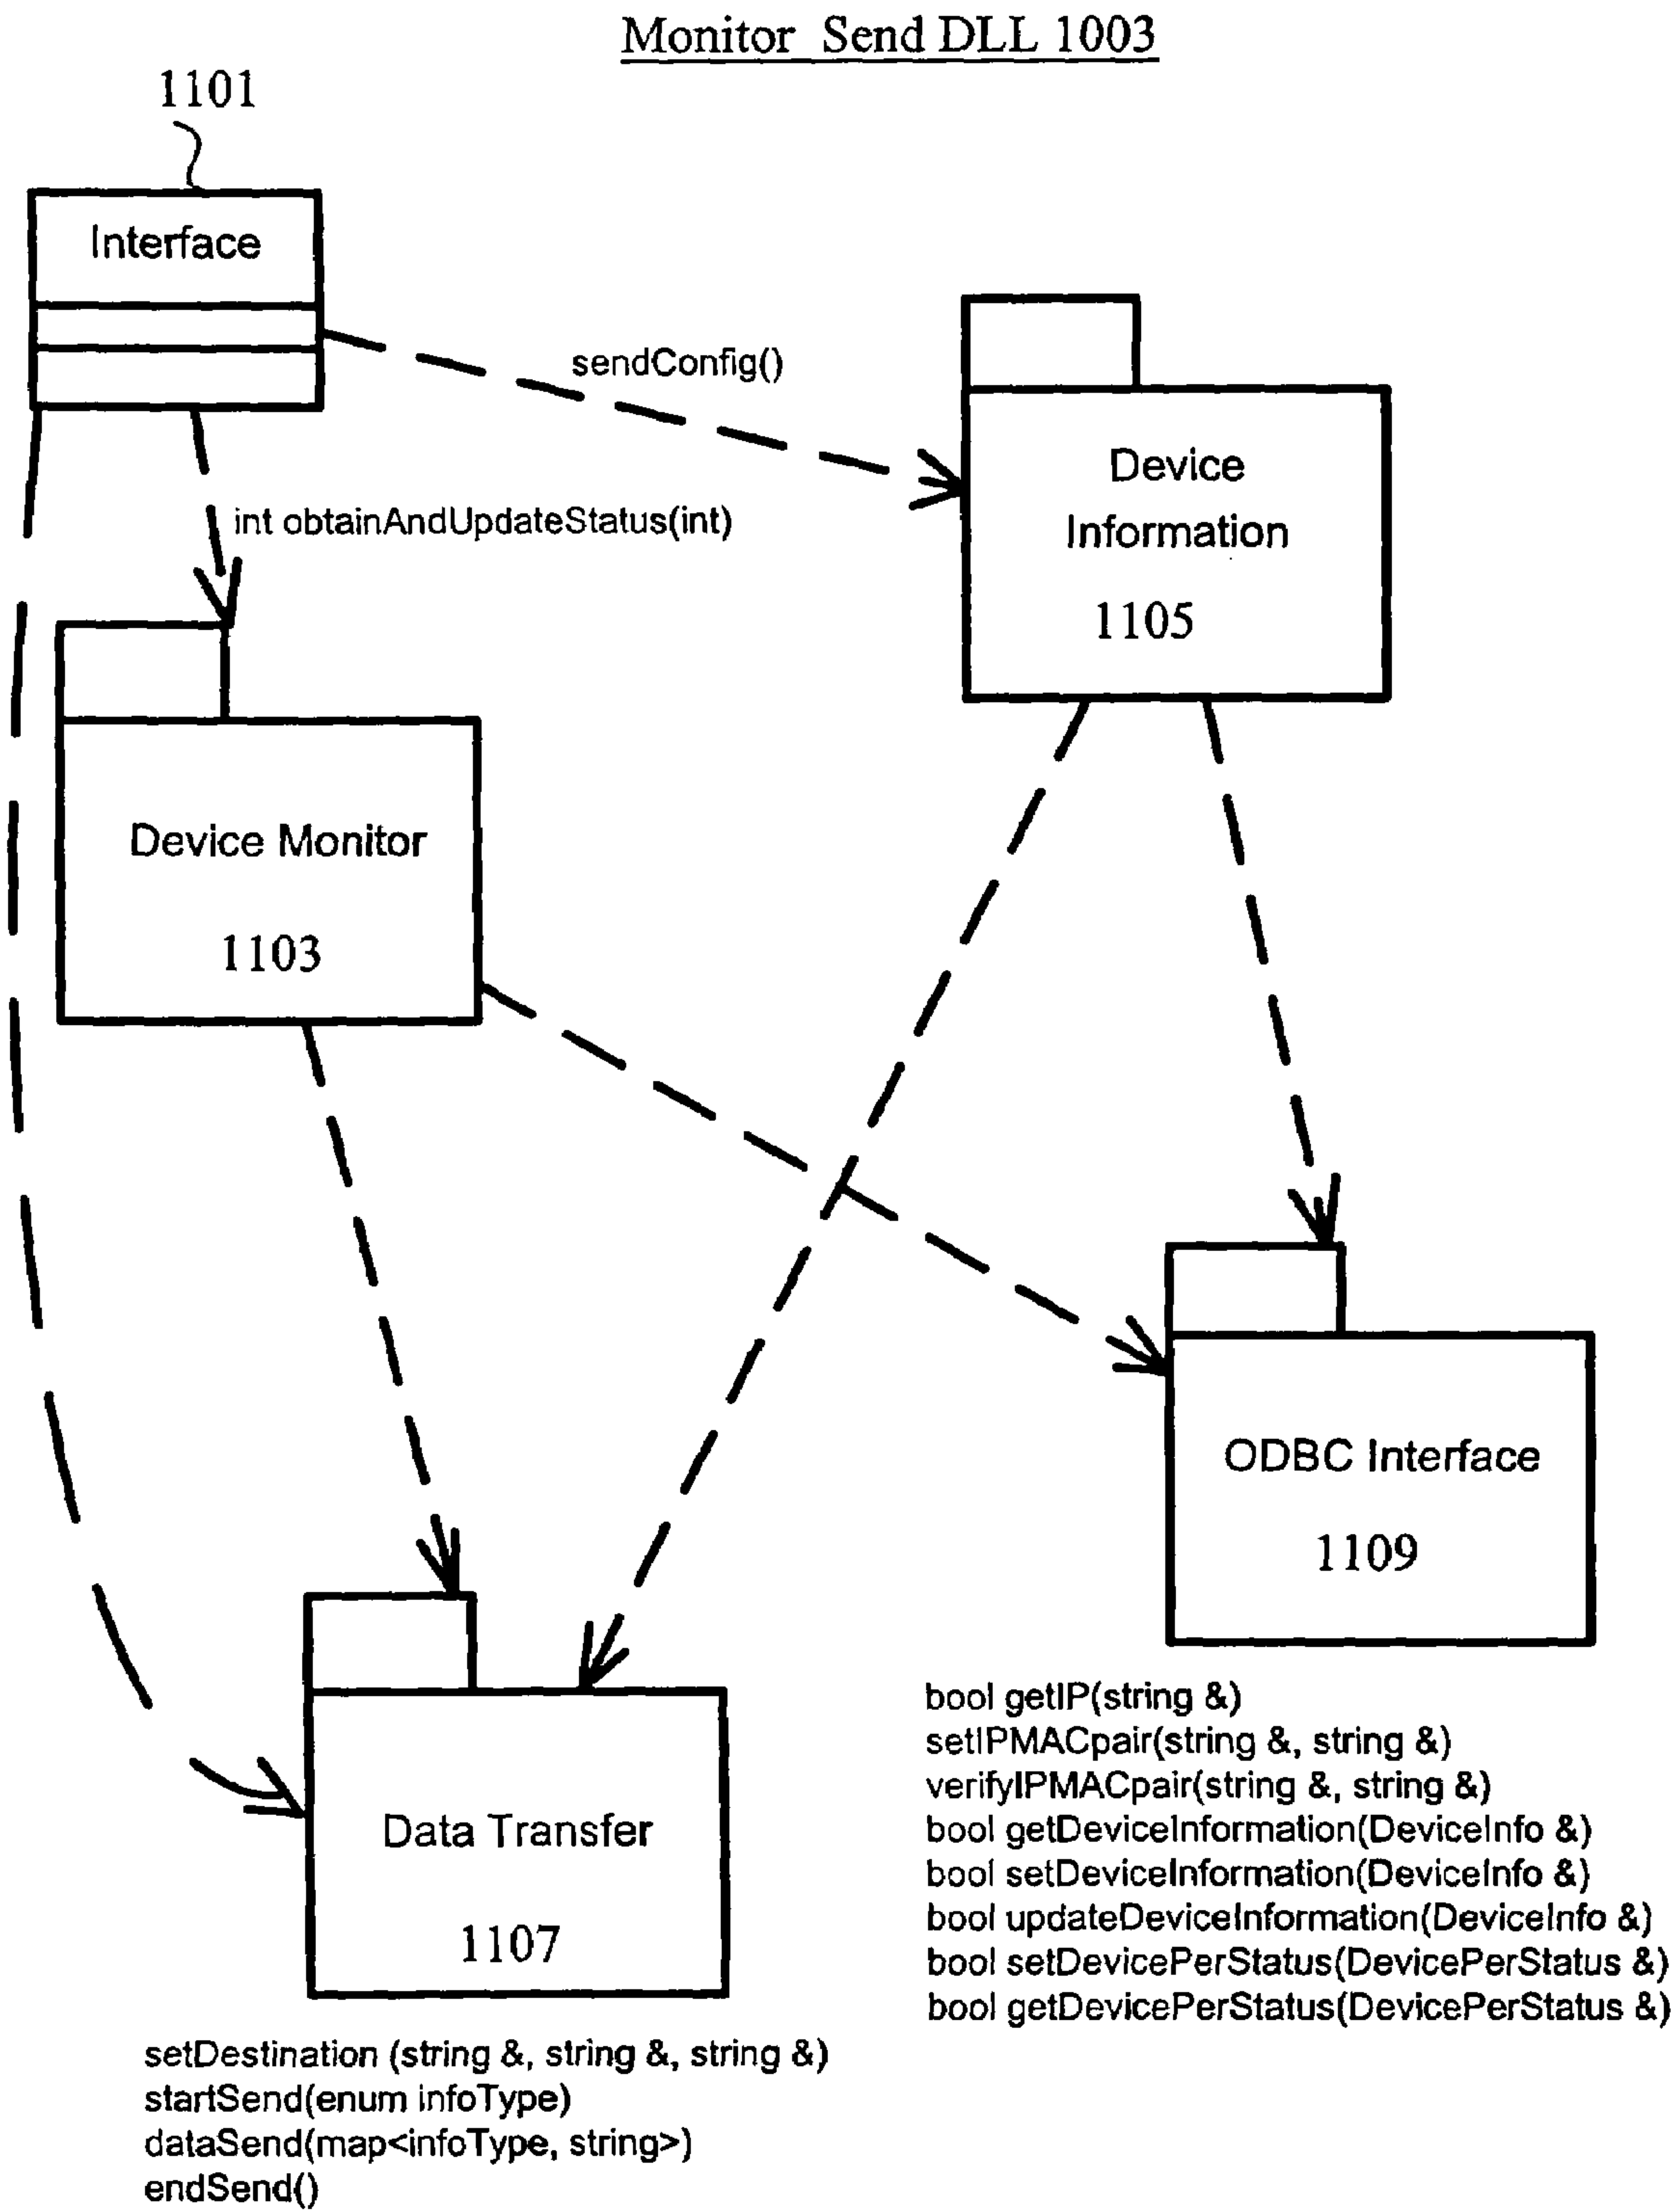 Monitor Send DLL 1003
1101
Interface
sendConfig()
Device
Information
1105
int obtainAndUpdateStatus(int)
Device Monitor
1103
ODBC Interface
1109
bool getIP(string &)
setIPMACpair(string &, string &)
verifyIPMACpair(string &, string &)
bool getDeviceInformation(DeviceInfo &)
bool setDeviceInformation(DeviceInfo &)
bool updateDeviceInformation(DeviceInfo &)
bool setDevicePerStatus(DevicePerStatus &)
bool getDevicePerStatus(DevicePerStatus &)
Data Transfer
1107
setDestination (string &, string &, string &)
startSend(enum infoType)
dataSend(map<infoType, string>)
endSend()